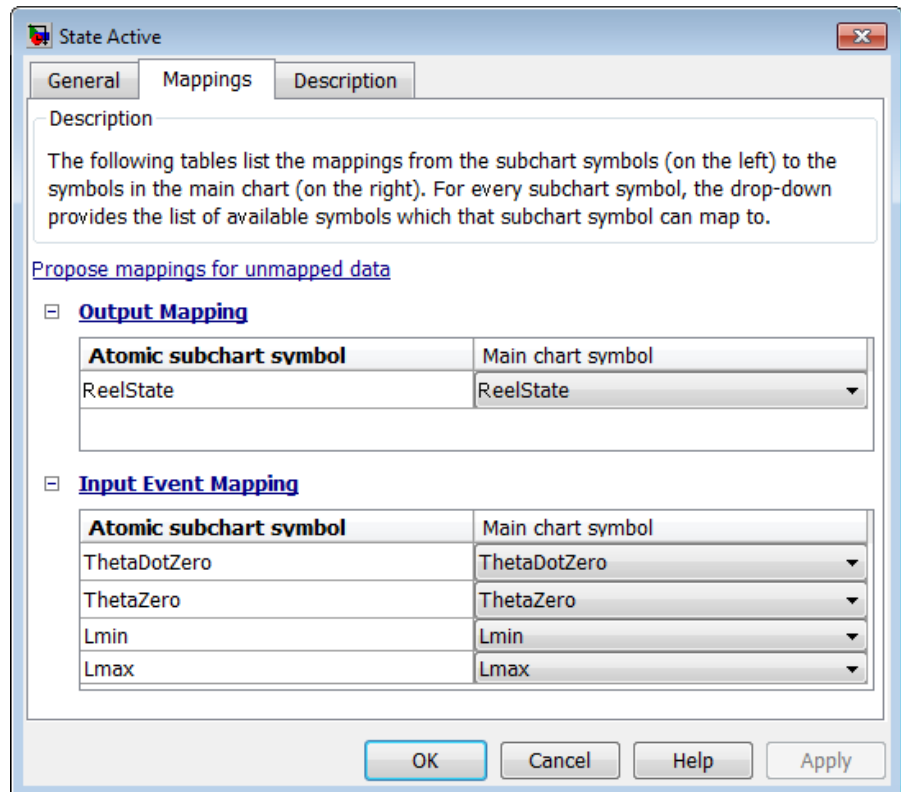 State Active
General Mappings Description
Description
The following tables list the mappings from the subchart symbols (on the left) to the
symbols in the main chart (on the right). For every subchart symbol, the drop-down
provides the list of available symbols which that subchart symbol can map to.
Propose mappings for unmapped data
Output Mapping
Atomic subchart symbol Main chart symbol
ReelState ReelState
Input Event Mapping
Atomic subchart symbol Main chart symbol
ThetaDotZero ThetaDotZero
ThetaZero ThetaZero
Lmin Lmin
Lmax Lmax
OK Cancel Help Apply